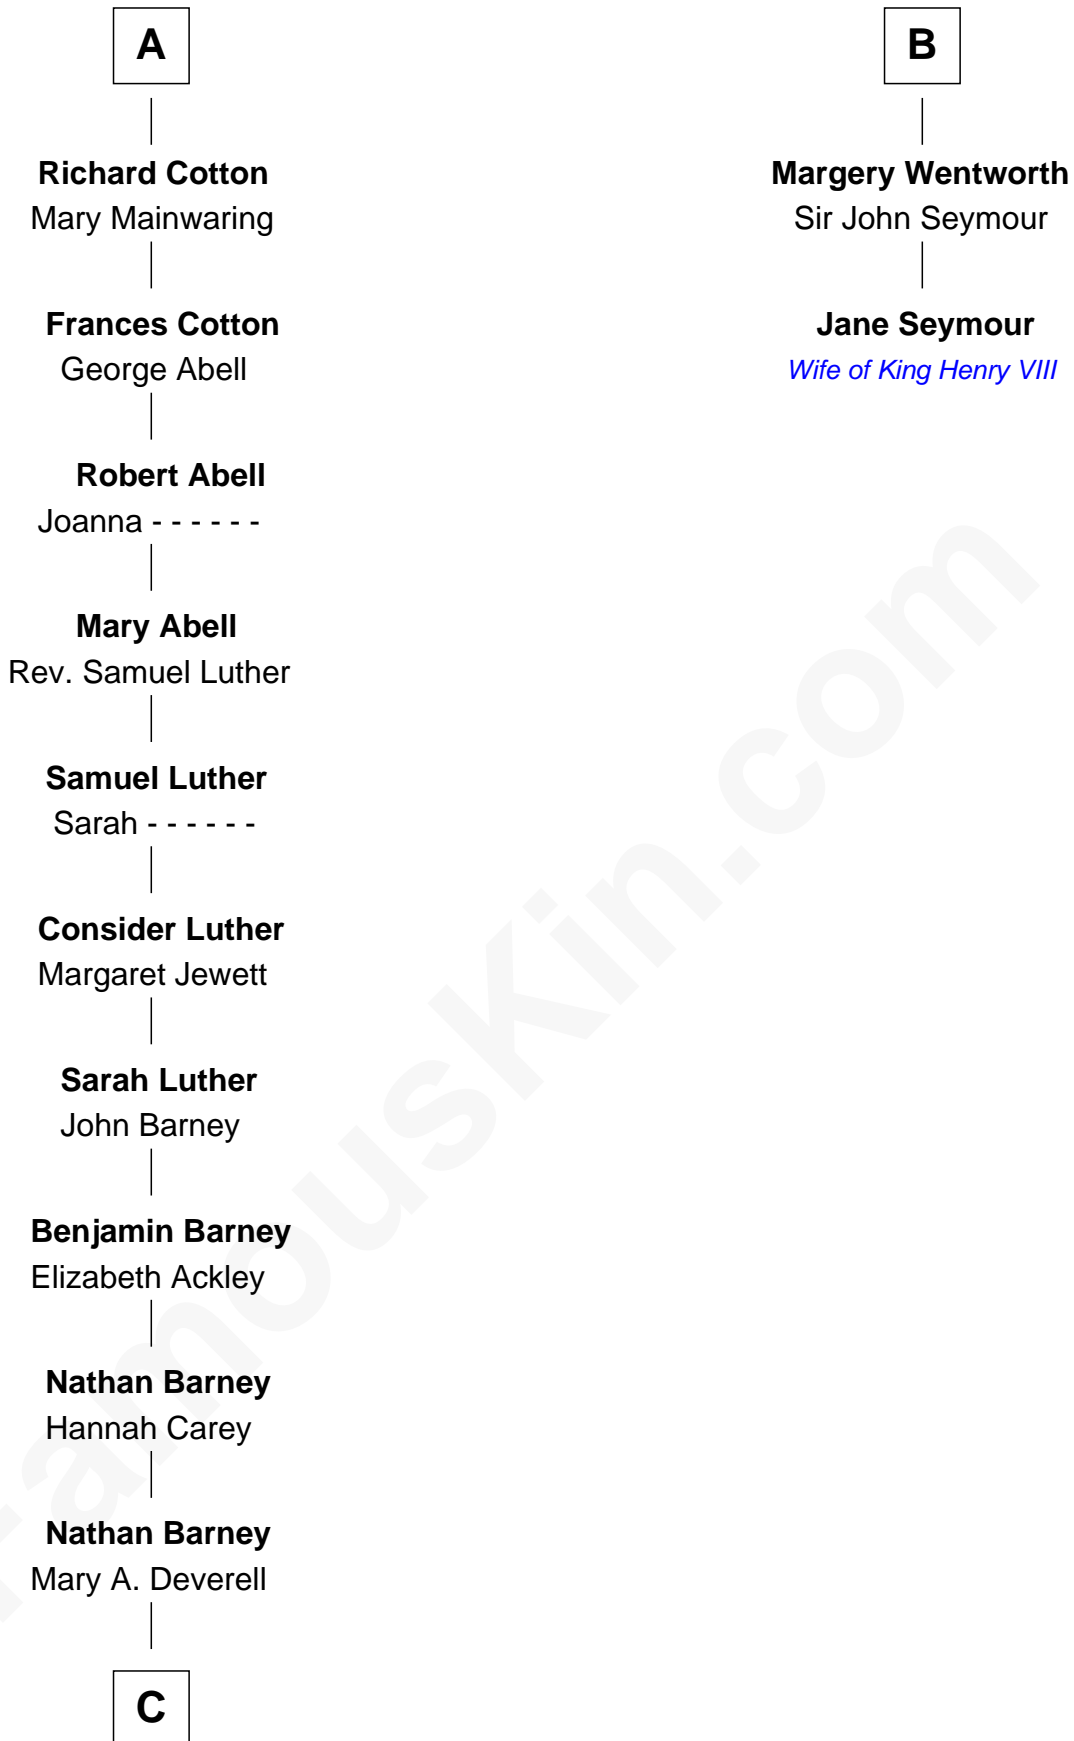 A
B
Richard Cotton
Mary Mainwaring
Margery Wentworth
Sir John Seymour
Frances Cotton
George Abell
Jane Seymour
Wife of King Henry VIII
Robert Abell
Joanna - - - - - -
Mary Abell
Rev. Samuel Luther
Samuel Luther
Sarah - - - - - -
Consider Luther
Margaret Jewett
Sarah Luther
John Barney
Benjamin Barney
Elizabeth Ackley
Nathan Barney
Hannah Carey
Nathan Barney
Mary A. Deverell
C
FamousKin.com